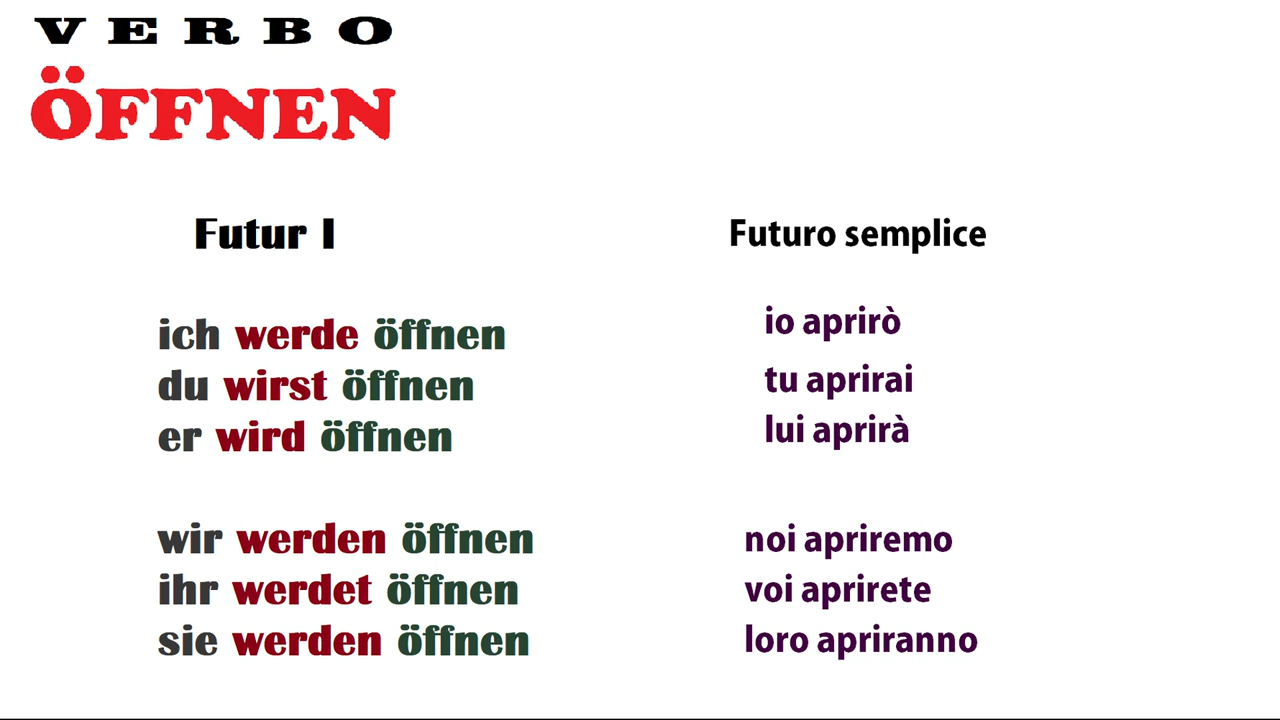 VERBO
ÖFFNEN
Futur I
ich werde öffnen
du wirst öffnen
er wird öffnen
wir werden öffnen
ihr werdet öffnen
sie werden öffnen
Futuro semplice
io aprirò
tu aprirai
lui aprirà
noi apriremo
voi aprirete
loro apriranno